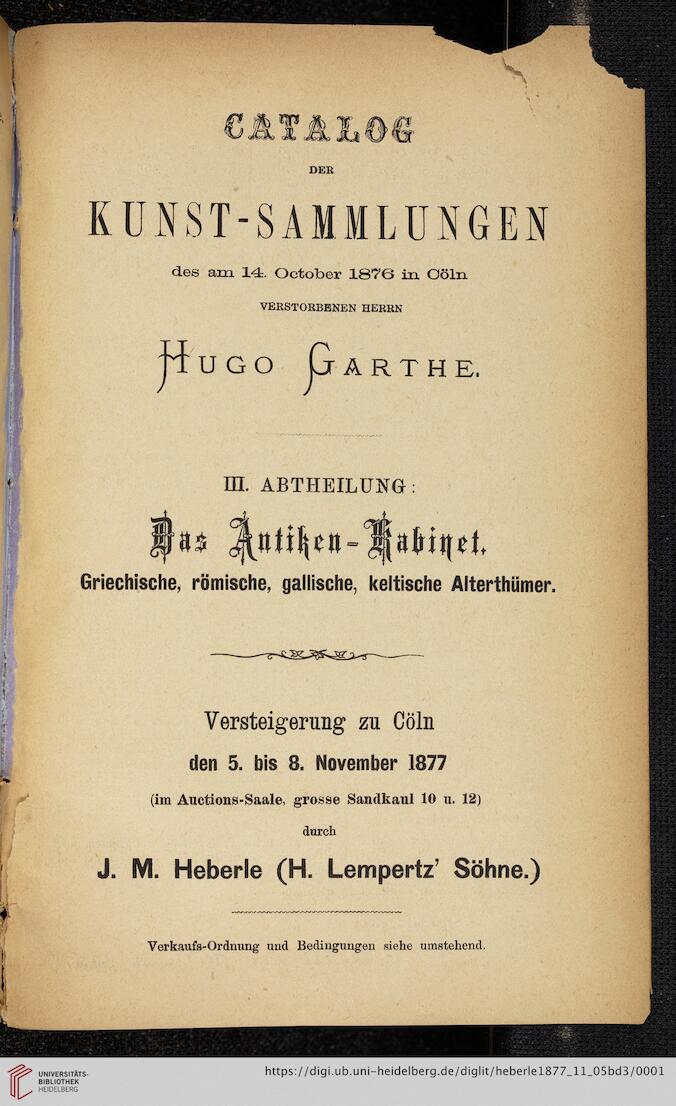 CATALOG
DER
KUNST-SAMMLUNGEN
des am 14. October 1876 in Cöln
VERSTORBENEN HERRN
HUGO GARTHE.
III. ABTHEILUNG:
Das Antiken-Kabinet.
Griechische, römische, gallische, keltische Alterthümer.
Versteigerung zu Cöln
den 5. bis 8. November 1877
(im Auctions-Saale, grosse Sandkaul 10 u. 12)
durch
J. M. Heberle (H. Lempertz' Söhne.)
Verkaufs-Ordnung und Bedingungen siehe umstehend.
UNIVERSITÄTS-
BIBLIOTHEK
HEIDELBERG
https://digi.ub.uni-heidelberg.de/diglit/heberle1877_11_05bd3/0001